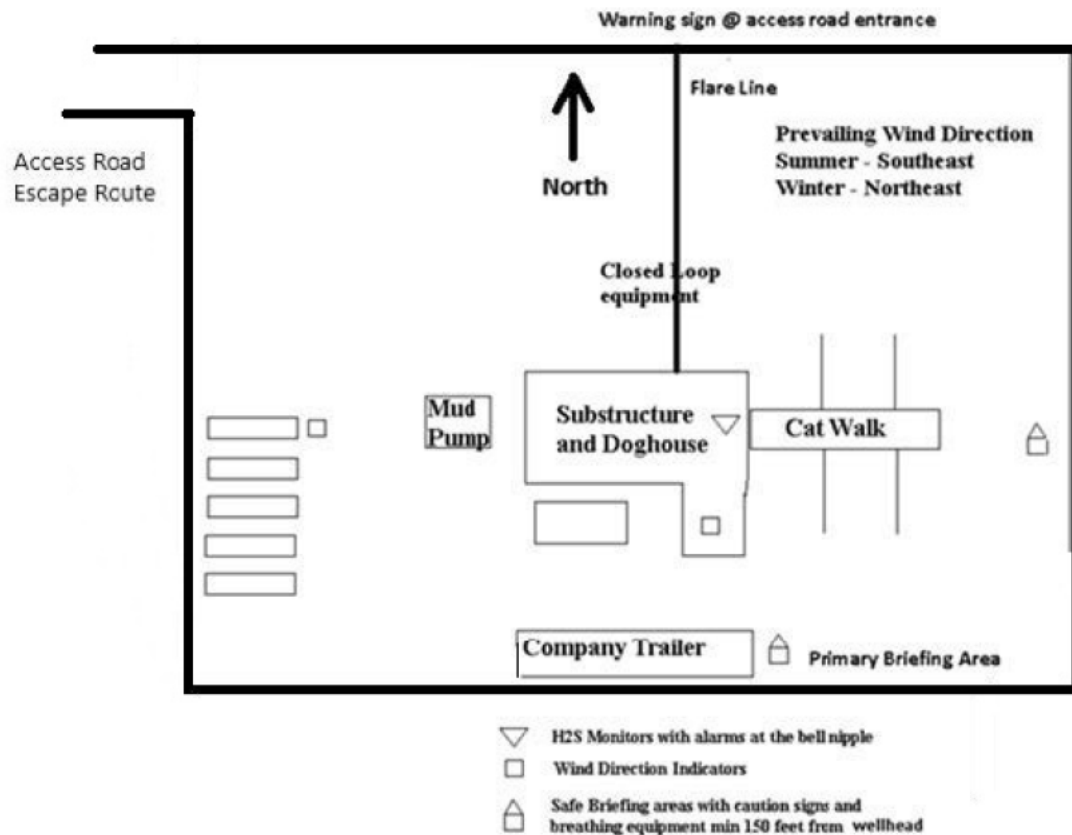 Warning sign @ access road entrance
Flare Line
Prevailing Wind Direction
Summer - Southeast
Winter - Northeast
North
Access Road
Escape Route
Closed Loop
equipment
Mud
Pump
Substructure
and Doghouse
Cat Walk
Company Trailer
Primary Briefing Area
H2S Monitors with alarms at the bell nipple
Wind Direction Indicators
Safe Briefing areas with caution signs and
breathing equipment min 150 feet from wellhead